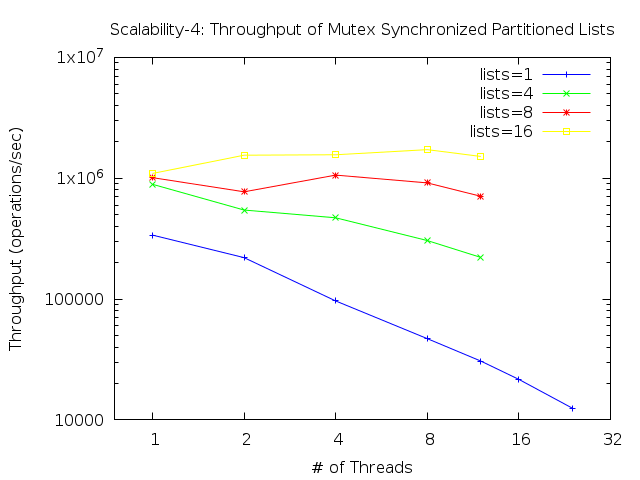 Scalability-4: Throughput of Mutex Synchronized Partitioned Lists
Throughput (operations/sec)
1x10^7
1x10^6
100000
10000
lists=1
lists=4
lists=8
lists=16
1 2 4 8 16 32
# of Threads